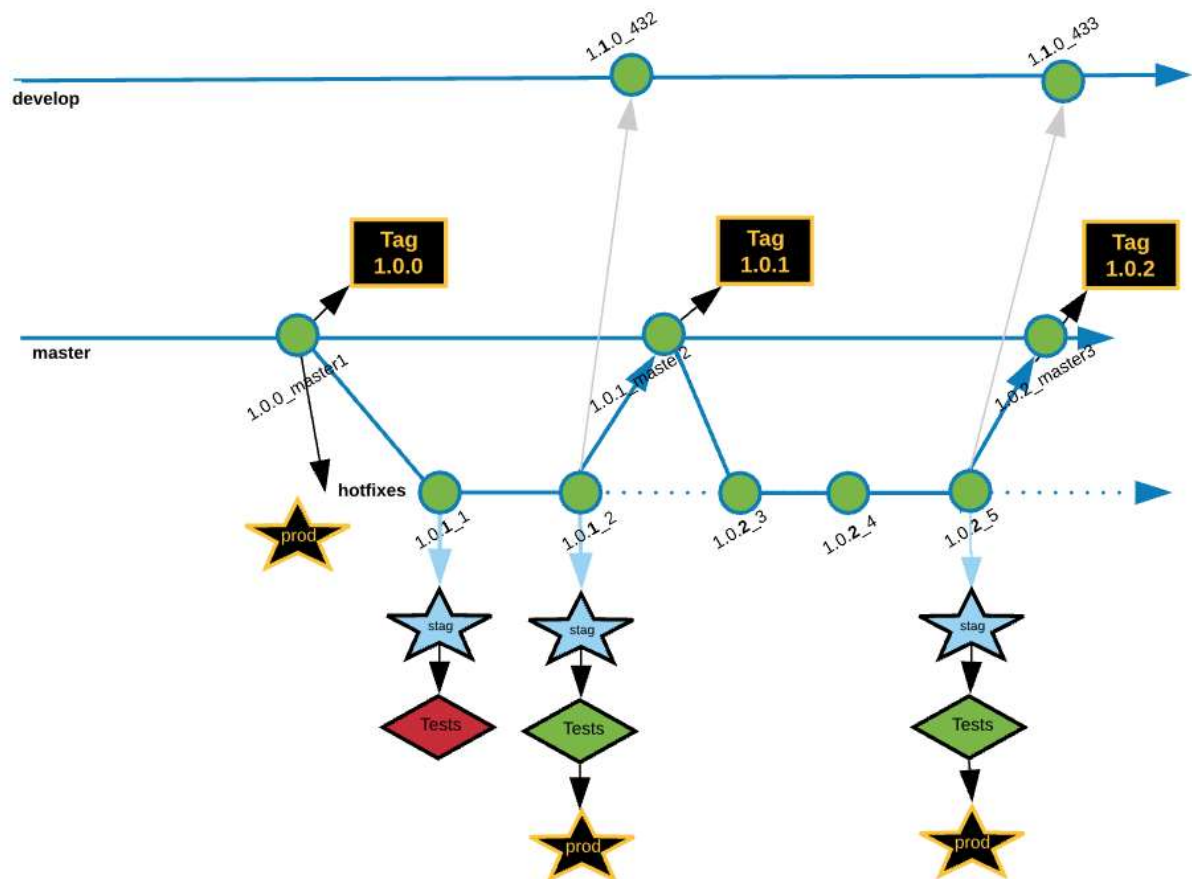 1.1.0_432
1.1.0_433
develop
Tag
1.0.0
Tag
1.0.1
Tag
1.0.2
master
1.0.0_master1
1.0.1_master2
1.0.2_master3
hotfixes
prod
1.0.1_1
1.0.1_2
1.0.2_3
1.0.2_4
1.0.2_5
stag
stag
stag
Tests
Tests
Tests
prod
prod